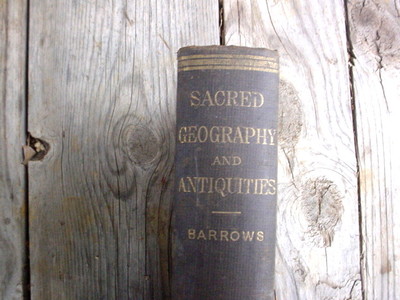 SACRED
GEOGRAPHY
AND
ANTIQUITIES
BARROWS